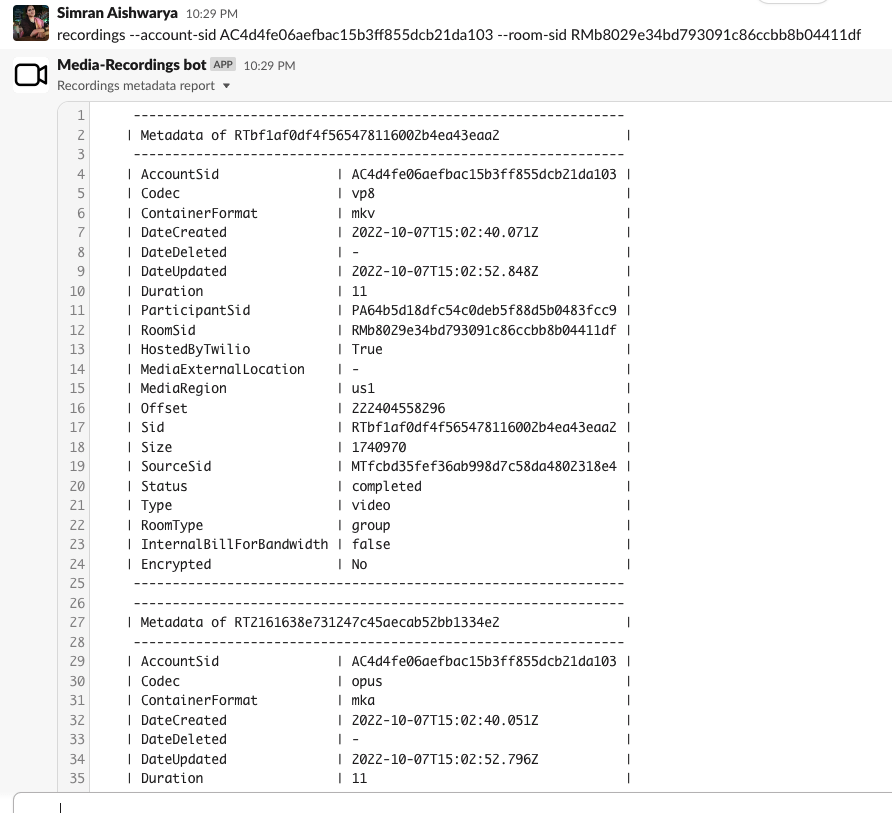 Simran Aishwarya 10:29 PM
recordings --account-sid AC4d4fe06aefbac15b3ff855dcb21da103 --room-sid RMb8029e34bd793091c86ccbb8b04411df
Media-Recordings bot APP 10:29 PM
Recordings metadata report ▼
1 ---------------------------------------------------------------
2 | Metadata of RTbf1af0df4f565478116002b4ea43eaa2 |
3 ---------------------------------------------------------------
4 | AccountSid | AC4d4fe06aefbac15b3ff855dcb21da103 |
5 | Codec | vp8 |
6 | ContainerFormat | mkv |
7 | DateCreated | 2022-10-07T15:02:40.071Z |
8 | DateDeleted | - |
9 | DateUpdated | 2022-10-07T15:02:52.848Z |
10 | Duration | 11 |
11 | ParticipantSid | PA64b5d18dfc54c0deb5f88d5b0483fcc9 |
12 | RoomSid | RMb8029e34bd793091c86ccbb8b04411df |
13 | HostedByTwilio | True |
14 | MediaExternalLocation | - |
15 | MediaRegion | us1 |
16 | Offset | 222404558296 |
17 | Sid | RTbf1af0df4f565478116002b4ea43eaa2 |
18 | Size | 1740970 |
19 | SourceSid | MTfcbd35fef36ab998d7c58da4802318e4 |
20 | Status | completed |
21 | Type | video |
22 | RoomType | group |
23 | InternalBillForBandwidth | false |
24 | Encrypted | No |
25 ---------------------------------------------------------------
26 ---------------------------------------------------------------
27 | Metadata of RT2161638e731247c45aecab52bb1334e2 |
28 ---------------------------------------------------------------
29 | AccountSid | AC4d4fe06aefbac15b3ff855dcb21da103 |
30 | Codec | opus |
31 | ContainerFormat | mka |
32 | DateCreated | 2022-10-07T15:02:40.051Z |
33 | DateDeleted | - |
34 | DateUpdated | 2022-10-07T15:02:52.796Z |
35 | Duration | 11 |